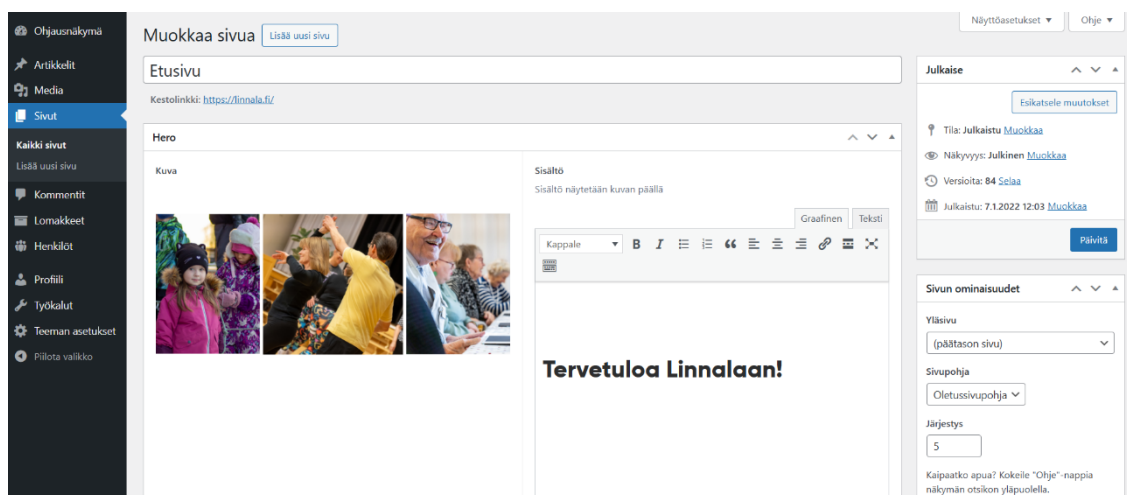 Näyttöasetukset
Ohje
Ohjausnäkymä
Artikkelit
Media
Sivut
Kaikki sivut
Lisää uusi sivu
Kommentit
Lomakkeet
Henkilöt
Profiili
Työkalut
Teeman asetukset
Piilota valikko
Muokkaa sivua
Lisää uusi sivu
Etusivu
Kestolinkki: https://linnala.fi/
Hero
Kuva
Sisältö
Sisältö näytetään kuvan päällä
Graafinen
Teksti
Kappale
B I
Tervetuloa Linnalaan!
Julkaise
Esikatsele muutokset
Tila: Julkaistu Muokkaa
Näkyvyys: Julkinen Muokkaa
Versioita: 84 Selaa
Julkaistu: 7.1.2022 12:03 Muokkaa
Päivitä
Sivun ominaisuudet
Yläsivu
(päätason sivu)
Sivupohja
Oletussivupohja
Järjestys
5
Kaipaatko apua? Kokeile "Ohje"-nappia
näkymän otsikon yläpuolella.